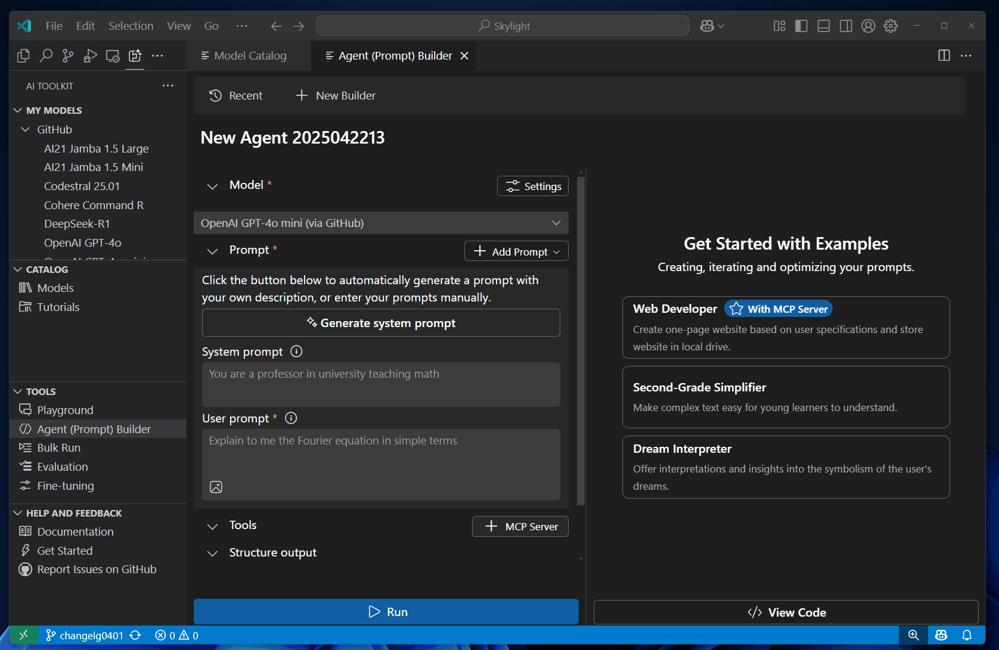 File Edit Selection View Go ··· Skylight
Model Catalog
Agent (Prompt) Builder
AI TOOLKIT
MY MODELS
GitHub
AI21 Jamba 1.5 Large
AI21 Jamba 1.5 Mini
Codestral 25.01
Cohere Command R
DeepSeek-R1
OpenAI GPT-4o
OpenAI GPT-4o mini
CATALOG
Models
Tutorials
TOOLS
Playground
Agent (Prompt) Builder
Bulk Run
Evaluation
Fine-tuning
HELP AND FEEDBACK
Documentation
Get Started
Report Issues on GitHub
Recent
New Builder
New Agent 2025042213
Model *
Settings
OpenAI GPT-4o mini (via GitHub)
Prompt *
Add Prompt
Click the button below to automatically generate a prompt with
your own description, or enter your prompts manually.
Generate system prompt
System prompt
You are a professor in university teaching math
User prompt *
Explain to me the Fourier equation in simple terms
Tools
MCP Server
Structure output
Run
Get Started with Examples
Creating, iterating and optimizing your prompts.
Web Developer With MCP Server
Create one-page website based on user specifications and store
website in local drive.
Second-Grade Simplifier
Make complex text easy for young learners to understand.
Dream Interpreter
Offer interpretations and insights into the symbolism of the user's
dreams.
View Code
changelg0401 0 0